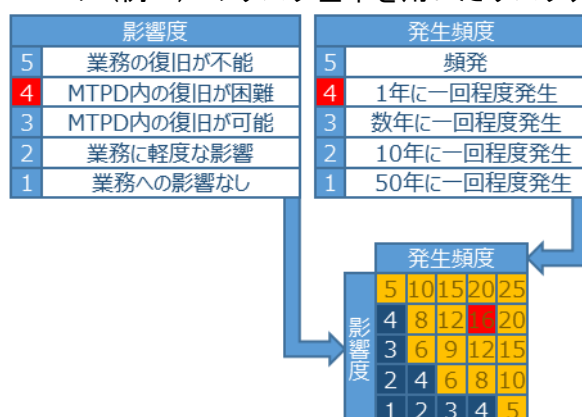 影響度
5 業務の復旧が不能
4 MTPD内の復旧が困難
3 MTPD内の復旧が可能
2 業務に軽度な影響
1 業務への影響なし
発生頻度
5 頻発
4 1年に一回程度発生
3 数年に一回程度発生
2 10年に一回程度発生
1 50年に一回程度発生
発生頻度
影響度
5 10 15 20 25
4 8 12 16 20
3 6 9 12 15
2 4 6 8 10
1 2 3 4 5